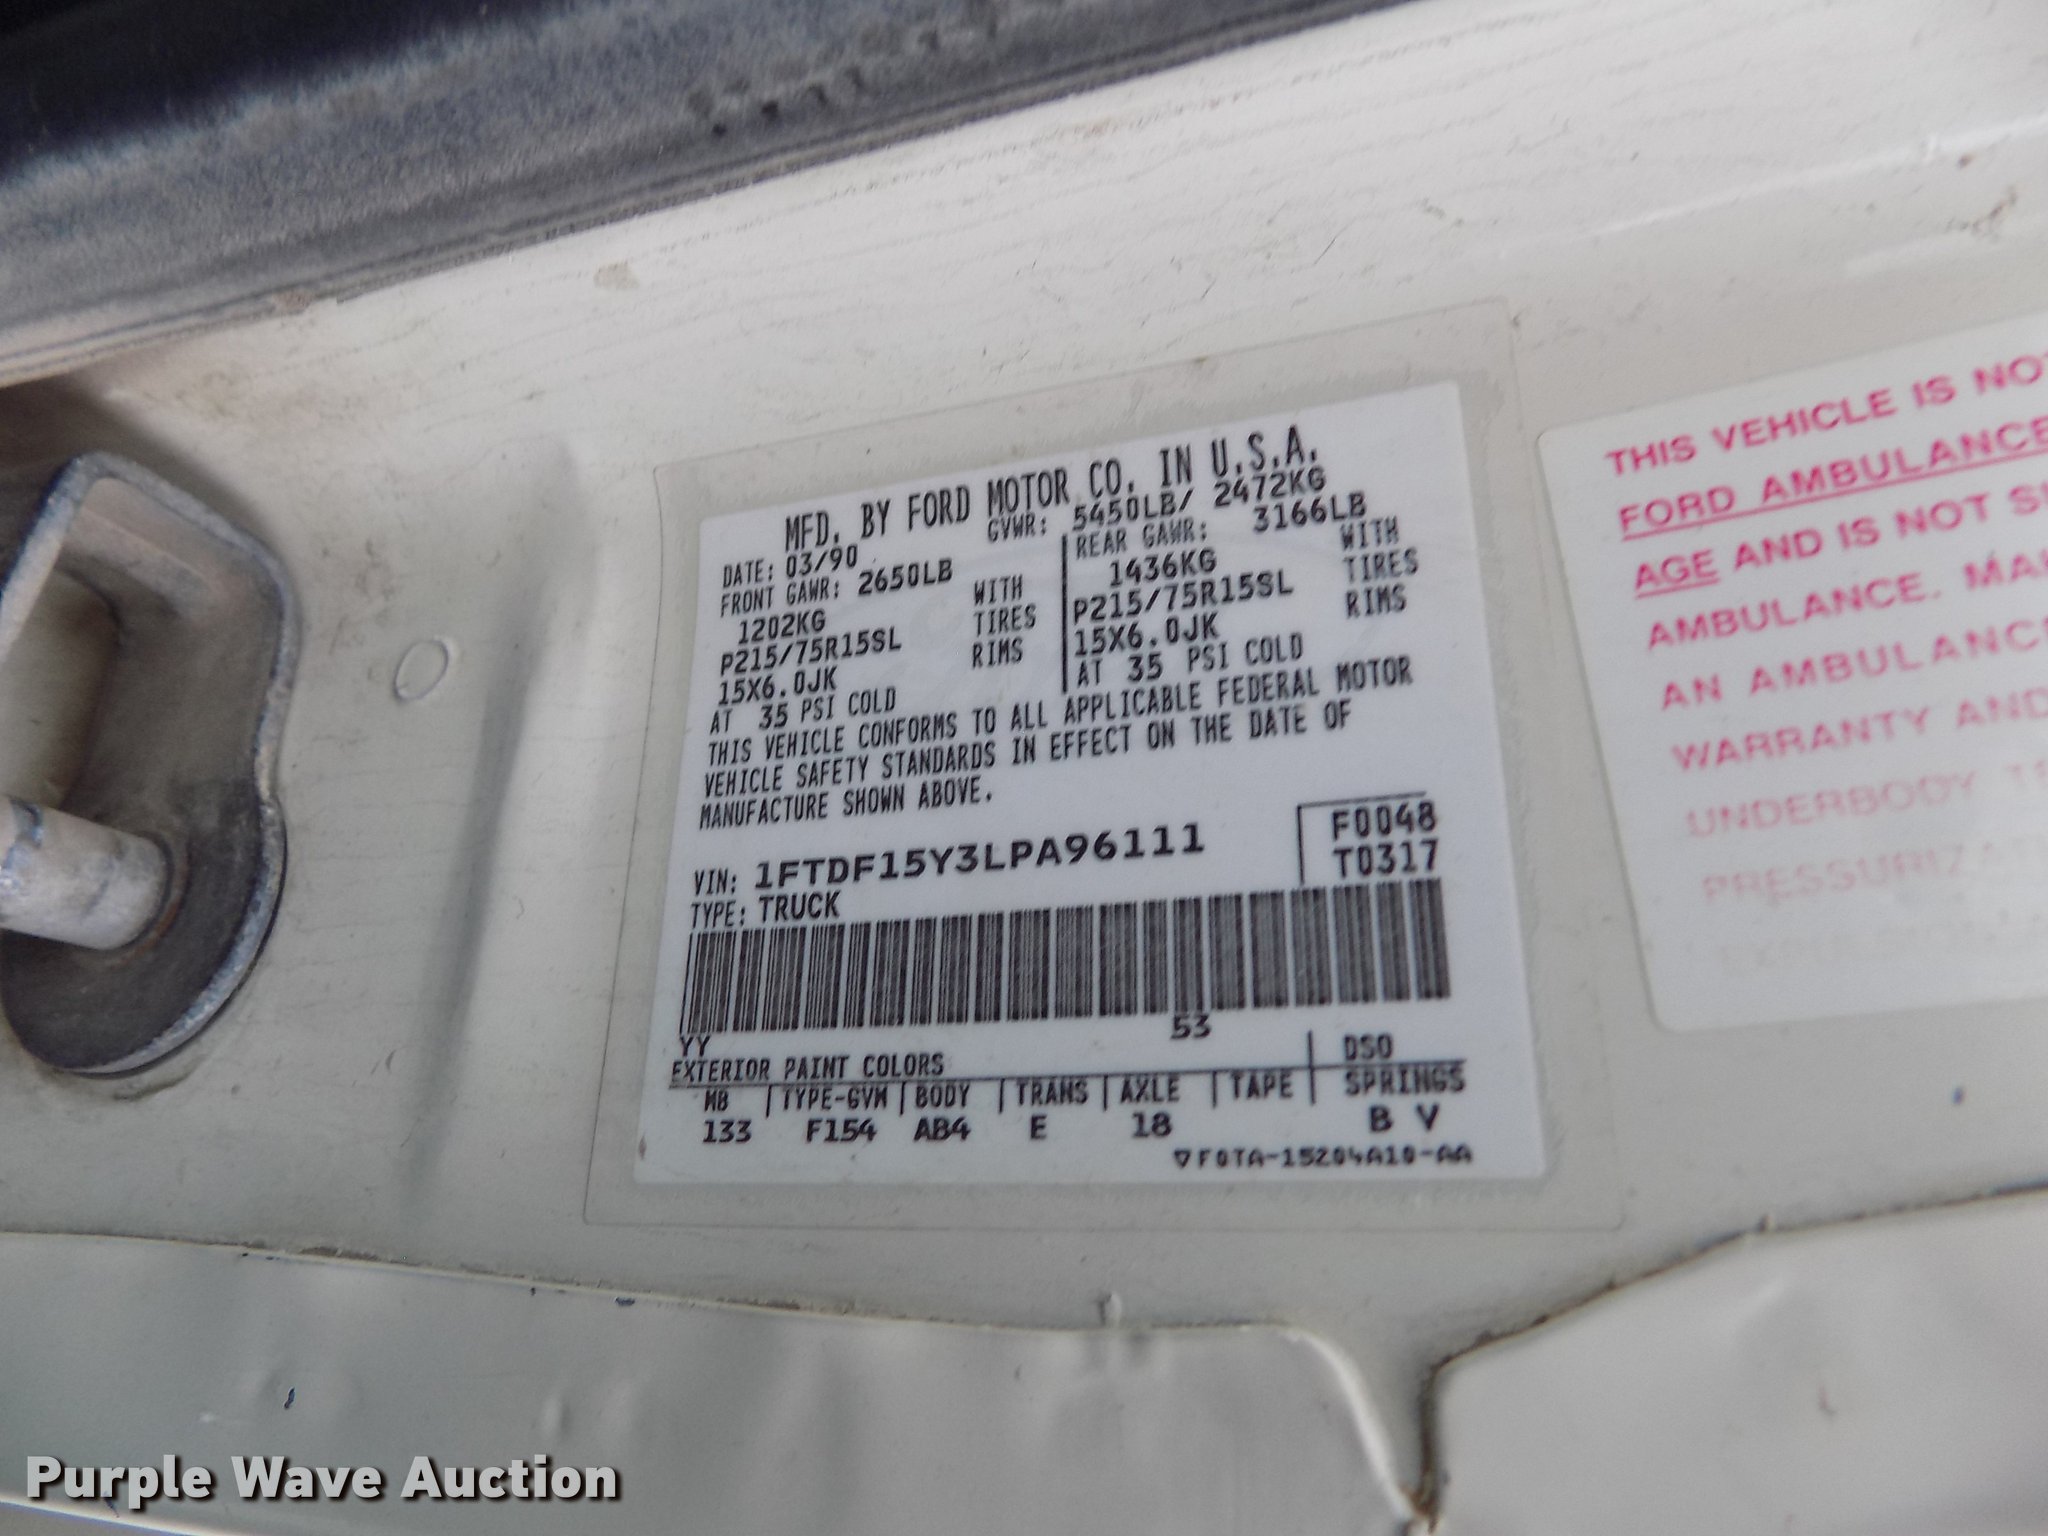 MFD. BY FORD MOTOR CO. IN U.S.A.
DATE: 03/90 GVWR: 5450LB/ 2472KG
FRONT GAWR: 2650LB REAR GAWR: 3166LB
1202KG WITH 1436KG WITH
P215/75R15SL TIRES P215/75R15SL TIRES
15X6.0JK RIMS 15X6.0JK RIMS
AT 35 PSI COLD AT 35 PSI COLD
THIS VEHICLE CONFORMS TO ALL APPLICABLE FEDERAL MOTOR
VEHICLE SAFETY STANDARDS IN EFFECT ON THE DATE OF
MANUFACTURE SHOWN ABOVE.
VIN: 1FTDF15Y3LPA96111 F0048
TYPE: TRUCK T0317
YY 53
EXTERIOR PAINT COLORS DSO
WB TYPE-GVM BODY TRANS AXLE TAPE SPRINGS
133 F154 AB4 E 18 B V
▽F0TA-15204A10-AA
THIS VEHICLE IS
FORD AMBULANCE
AGE AND IS NOT
AMBULANCE.
AN
WARRANTY AND
UNDERBODY
Purple Wave Auction